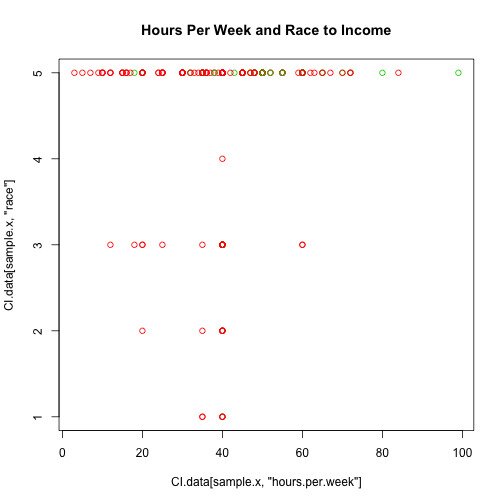 Hours Per Week and Race to Income
CI.data[sample.x, "race"]
5
4
3
2
1
0 20 40 60 80 100
CI.data[sample.x, "hours.per.week"]